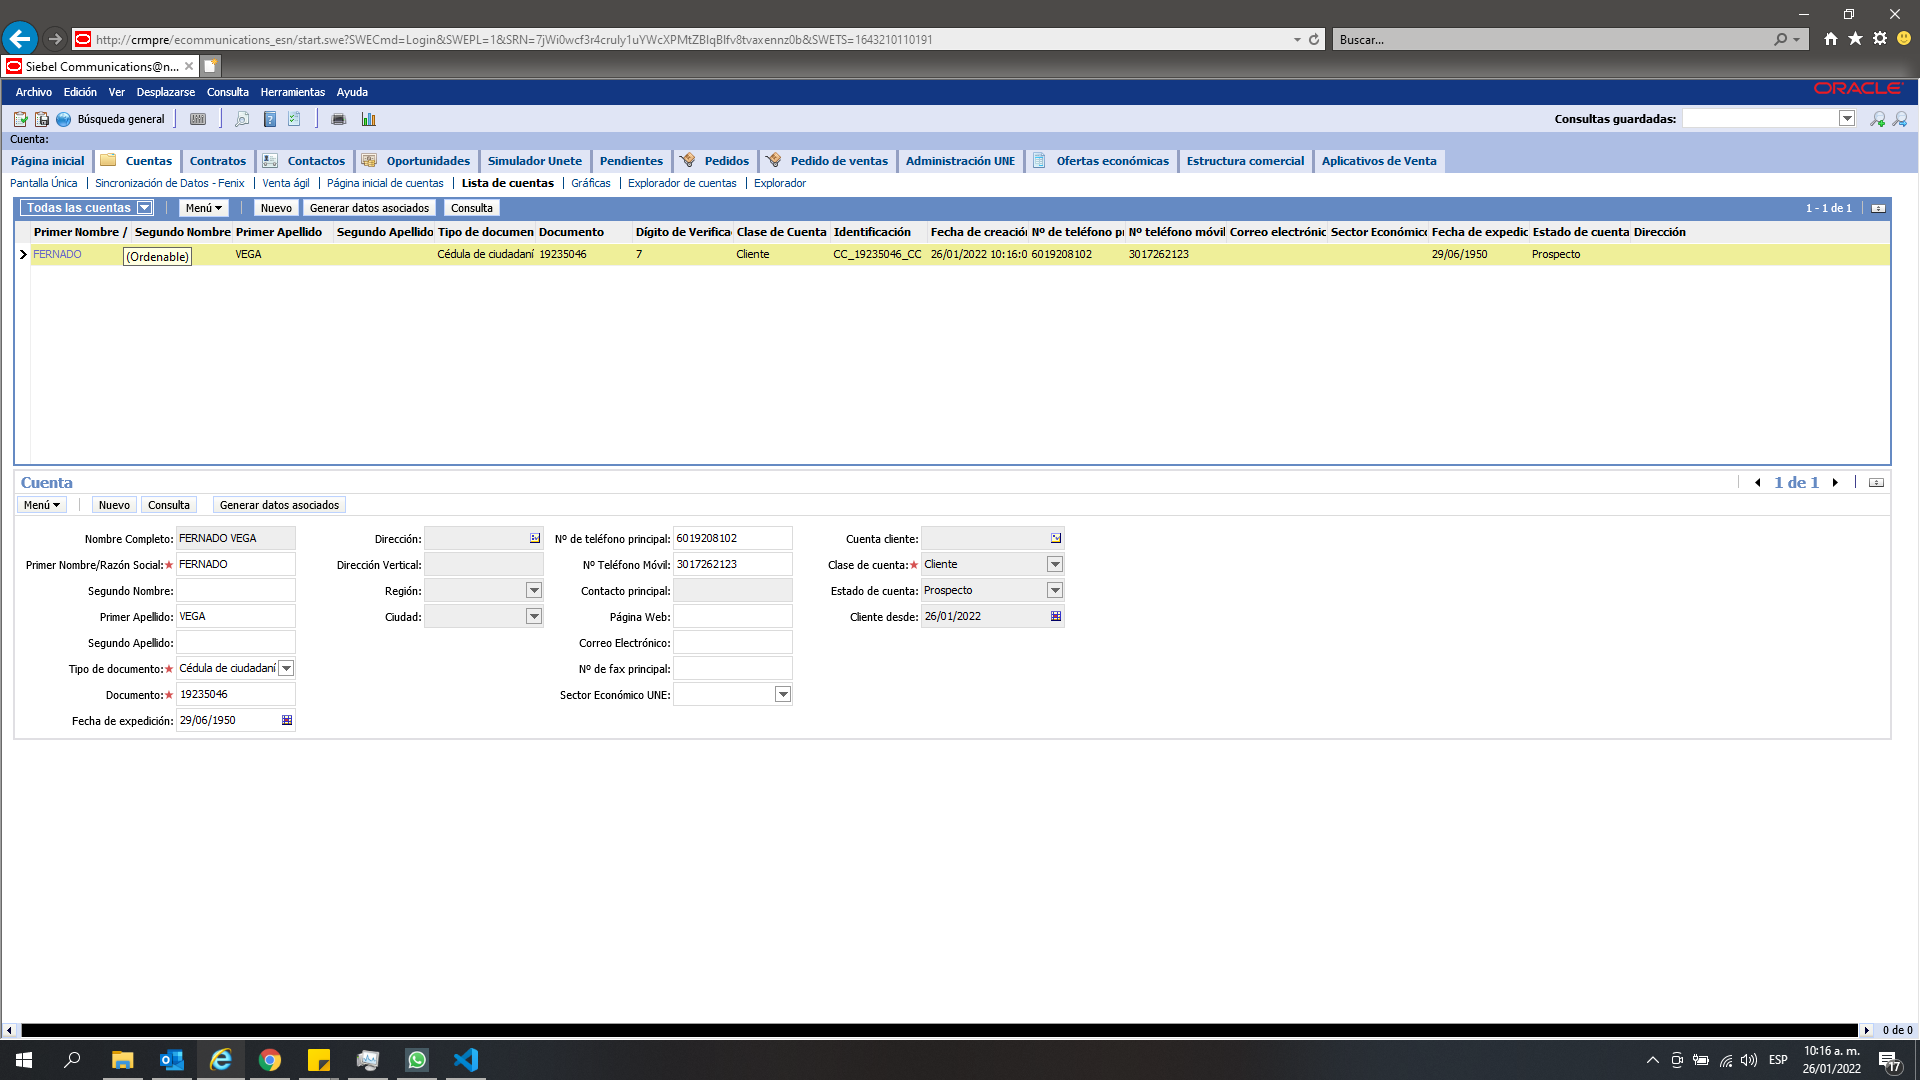 http://crmpre/ecommunications_esn/start.swe?SWECmd=Login&SWEPL=1&SRN=7jWi0wcf3r4cruly1uYWcXPMtZBIqBlfv8tvaxennz0b&SWETS=1643210110191
Buscar...
Siebel Communications@n...
Archivo Edición Ver Desplazarse Consulta Herramientas Ayuda
ORACLE
Búsqueda general
Consultas guardadas:
Cuenta:
Página inicial Cuentas Contratos Contactos Oportunidades Simulador Unete Pendientes Pedidos Pedido de ventas Administración UNE Ofertas económicas Estructura comercial Aplicativos de Venta
Pantalla Única Sincronización de Datos - Fenix Venta ágil Página inicial de cuentas Lista de cuentas Gráficas Explorador de cuentas Explorador
Todas las cuentas Menú Nuevo Generar datos asociados Consulta 1 - 1 de 1
Primer Nombre / Segundo Nombre Primer Apellido Segundo Apellido Tipo de documen Documento Dígito de Verifica Clase de Cuenta Identificación Fecha de creación Nº de teléfono pr Nº teléfono móvil Correo electrónic Sector Económico Fecha de expedic Estado de cuenta Dirección
FERNADO (Ordenable) VEGA Cédula de ciudadaní 19235046 7 Cliente CC_19235046_CC 26/01/2022 10:16:0 6019208102 3017262123 29/06/1950 Prospecto
Cuenta
1 de 1
Menú Nuevo Consulta Generar datos asociados
Nombre Completo: FERNADO VEGA Dirección: Nº de teléfono principal: 6019208102 Cuenta cliente:
Primer Nombre/Razón Social:★ FERNADO Dirección Vertical: Nº Teléfono Móvil: 3017262123 Clase de cuenta:★ Cliente
Segundo Nombre: Región: Contacto principal: Estado de cuenta: Prospecto
Primer Apellido: VEGA Ciudad: Página Web: Cliente desde: 26/01/2022
Segundo Apellido: Correo Electrónico:
Tipo de documento:★ Cédula de ciudadaní Nº de fax principal:
Documento:★ 19235046 Sector Económico UNE:
Fecha de expedición: 29/06/1950
0 de 0
ESP
10:16 a. m.
26/01/2022
17